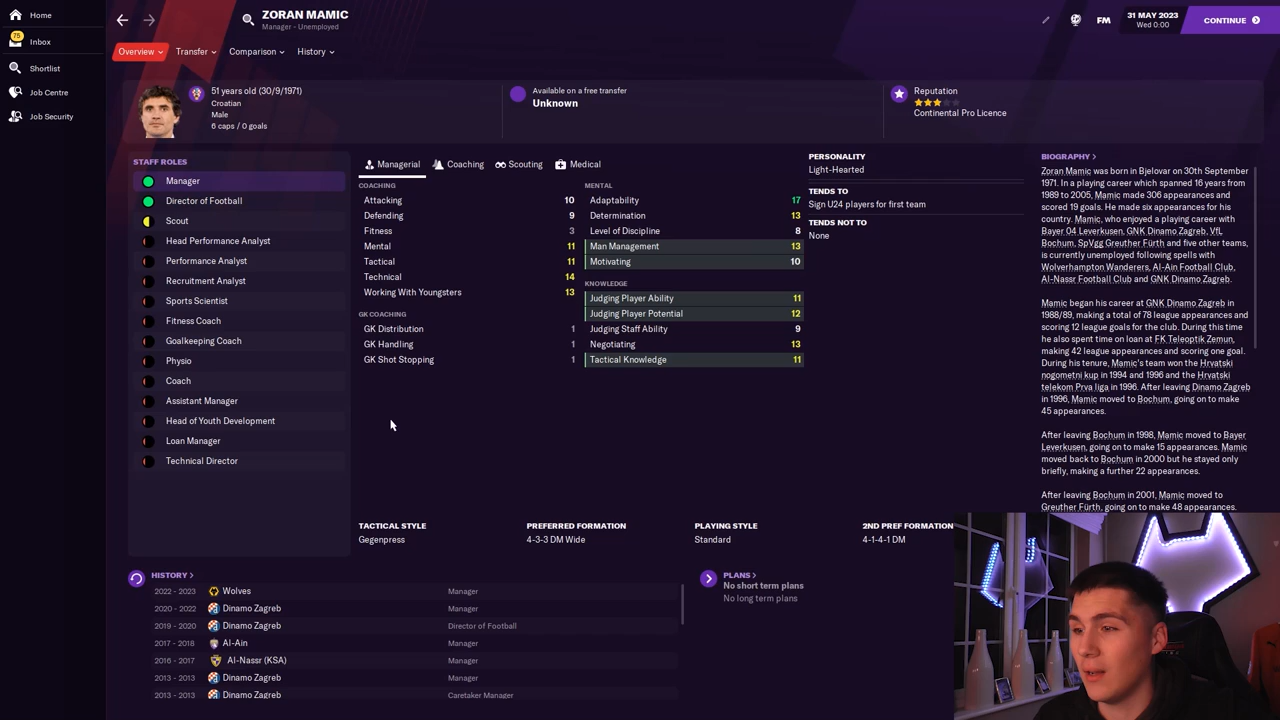 Home
75
Inbox
Shortlist
Job Centre
Job Security
ZORAN MAMIC
Manager - Unemployed
FM
31 MAY 2023
Wed 0:00
CONTINUE
Overview
Transfer
Comparison
History
51 years old (30/9/1971)
Croatian
Male
6 caps / 0 goals
Available on a free transfer
Unknown
Reputation
Continental Pro Licence
STAFF ROLES
Manager
Director of Football
Scout
Head Performance Analyst
Performance Analyst
Recruitment Analyst
Sports Scientist
Fitness Coach
Goalkeeping Coach
Physio
Coach
Assistant Manager
Head of Youth Development
Loan Manager
Technical Director
Managerial
Coaching
Scouting
Medical
COACHING
Attacking 10
Defending 9
Fitness 3
Mental 11
Tactical 11
Technical 14
Working With Youngsters 13
GK COACHING
GK Distribution 1
GK Handling 1
GK Shot Stopping 1
MENTAL
Adaptability 17
Determination 13
Level of Discipline 8
Man Management 13
Motivating 10
KNOWLEDGE
Judging Player Ability 11
Judging Player Potential 12
Judging Staff Ability 9
Negotiating 13
Tactical Knowledge 11
PERSONALITY
Light-Hearted
TENDS TO
Sign U24 players for first team
TENDS NOT TO
None
BIOGRAPHY >
Zoran Mamic was born in Bjelovar on 30th September
1971. In a playing career which spanned 16 years from
1989 to 2005, Mamic made 306 appearances and
scored 19 goals. He made six appearances for his
country. Mamic, who enjoyed a playing career with
Bayer 04 Leverkusen, GNK Dinamo Zagreb, VfL
Bochum, SpVgg Greuther Fürth and five other teams,
is currently unemployed following spells with
Wolverhampton Wanderers, Al-Ain Football Club,
Al-Nassr Football Club and GNK Dinamo Zagreb.
Mamic began his career at GNK Dinamo Zagreb in
1988/89, making a total of 78 league appearances and
scoring 12 league goals for the club. During this time
he also spent time on loan at FK Teleoptik Zemun,
making 42 league appearances and scoring one goal.
During his tenure, Mamic's team won the Hrvatski
nogometni kup in 1994 and 1996 and the Hrvatski
telekom Prva liga in 1996. After leaving Dinamo Zagreb
in 1996, Mamic moved to Bochum, going on to make
45 appearances.
After leaving Bochum in 1998, Mamic moved to Bayer
Leverkusen, going on to make 15 appearances. Mamic
moved back to Bochum in 2000 but he stayed only
briefly, making a further 22 appearances.
After leaving Bochum in 2001, Mamic moved to
Greuther Fürth, going on to make 48 appearances.
TACTICAL STYLE
Gegenpress
PREFERRED FORMATION
4-3-3 DM Wide
PLAYING STYLE
Standard
2ND PREF FORMATION
4-1-4-1 DM
HISTORY >
2022 - 2023 Wolves Manager
2020 - 2022 Dinamo Zagreb Manager
2019 - 2020 Dinamo Zagreb Director of Football
2017 - 2018 Al-Ain Manager
2016 - 2017 Al-Nassr (KSA) Manager
2013 - 2013 Dinamo Zagreb Manager
2013 - 2013 Dinamo Zagreb Caretaker Manager
PLANS >
No short term plans
No long term plans